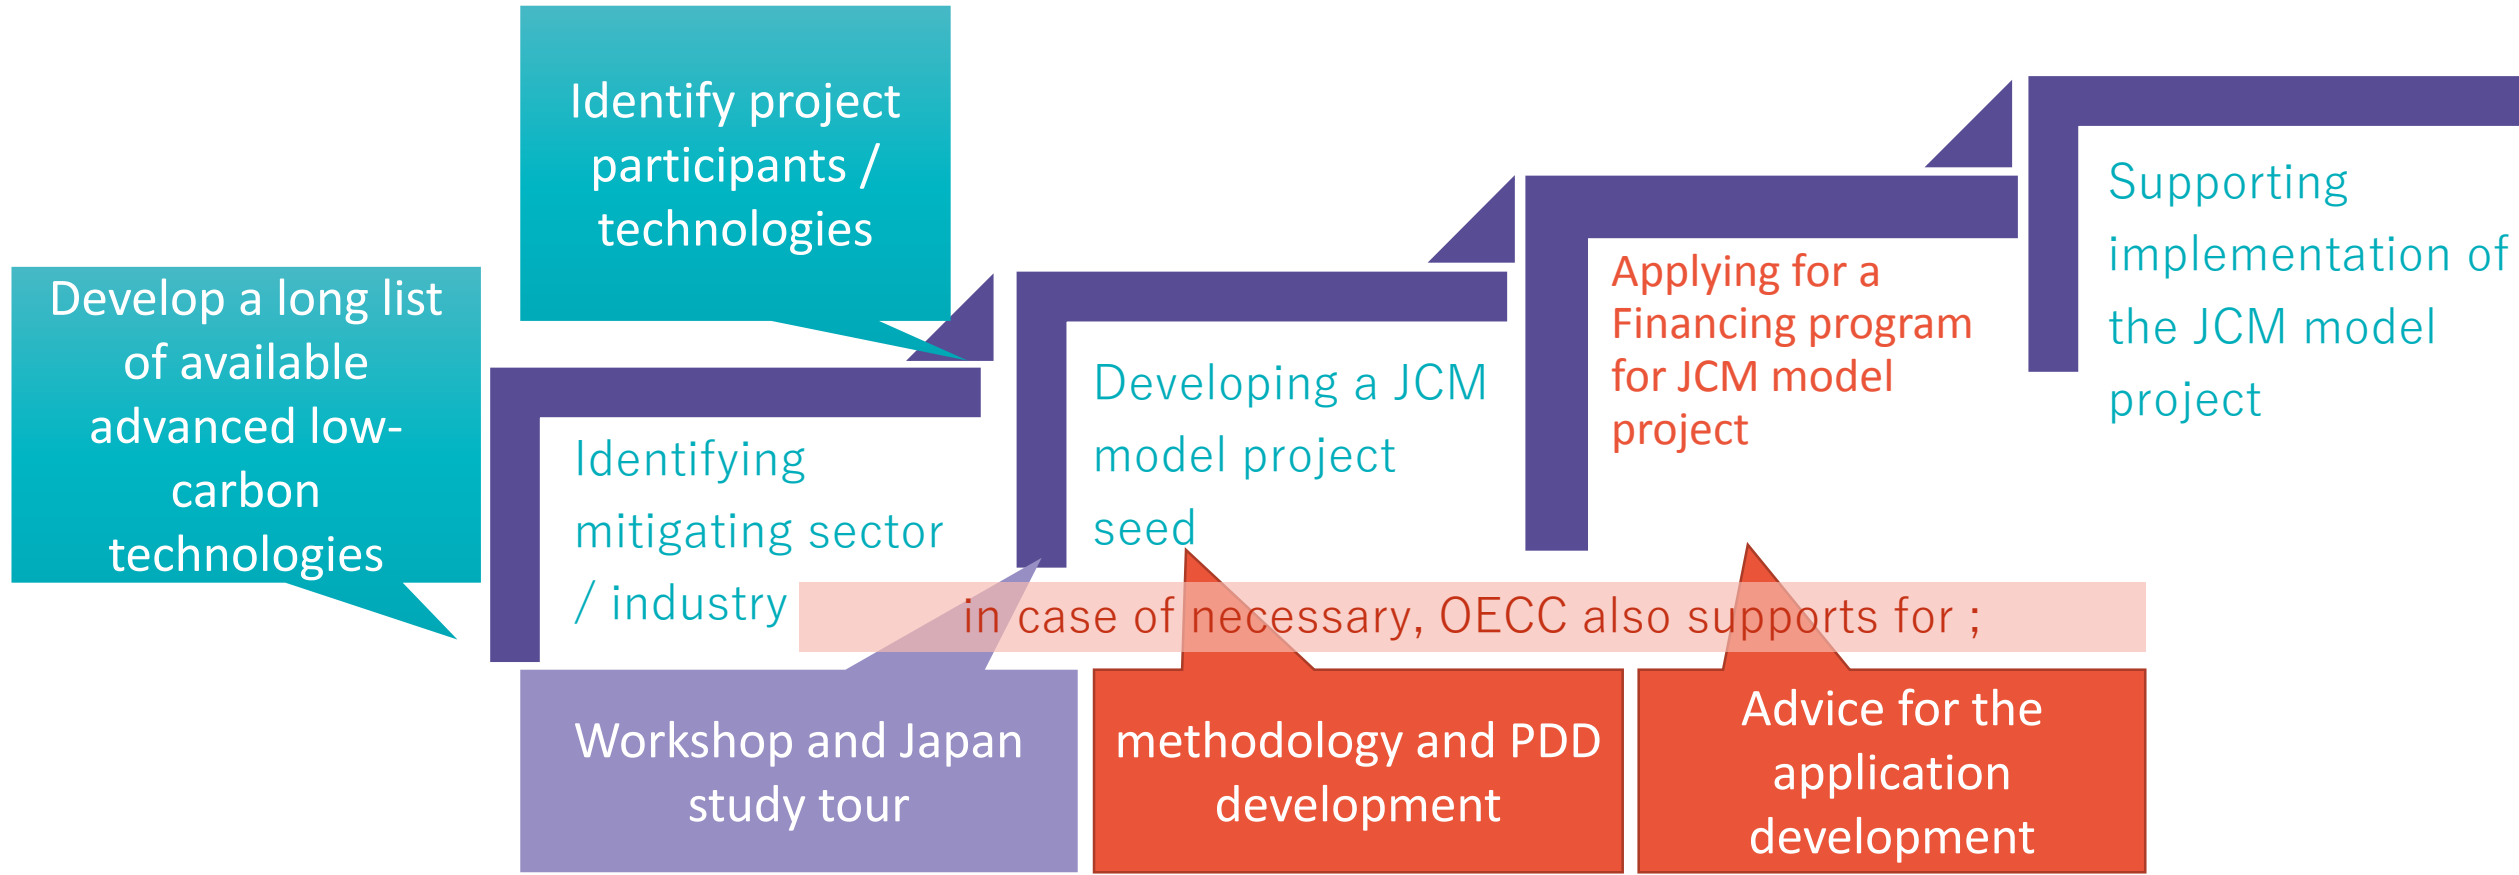 Identify project
participants /
technologies
Develop a long list
of available
advanced low-
carbon
technologies
Identifying
mitigating sector
/ industry
Developing a JCM
model project
seed
Applying for a
Financing program
for JCM model
project
Supporting
implementation of
the JCM model
project
in case of necessary, OECC also supports for ;
Workshop and Japan
study tour
methodology and PDD
development
Advice for the
application
development